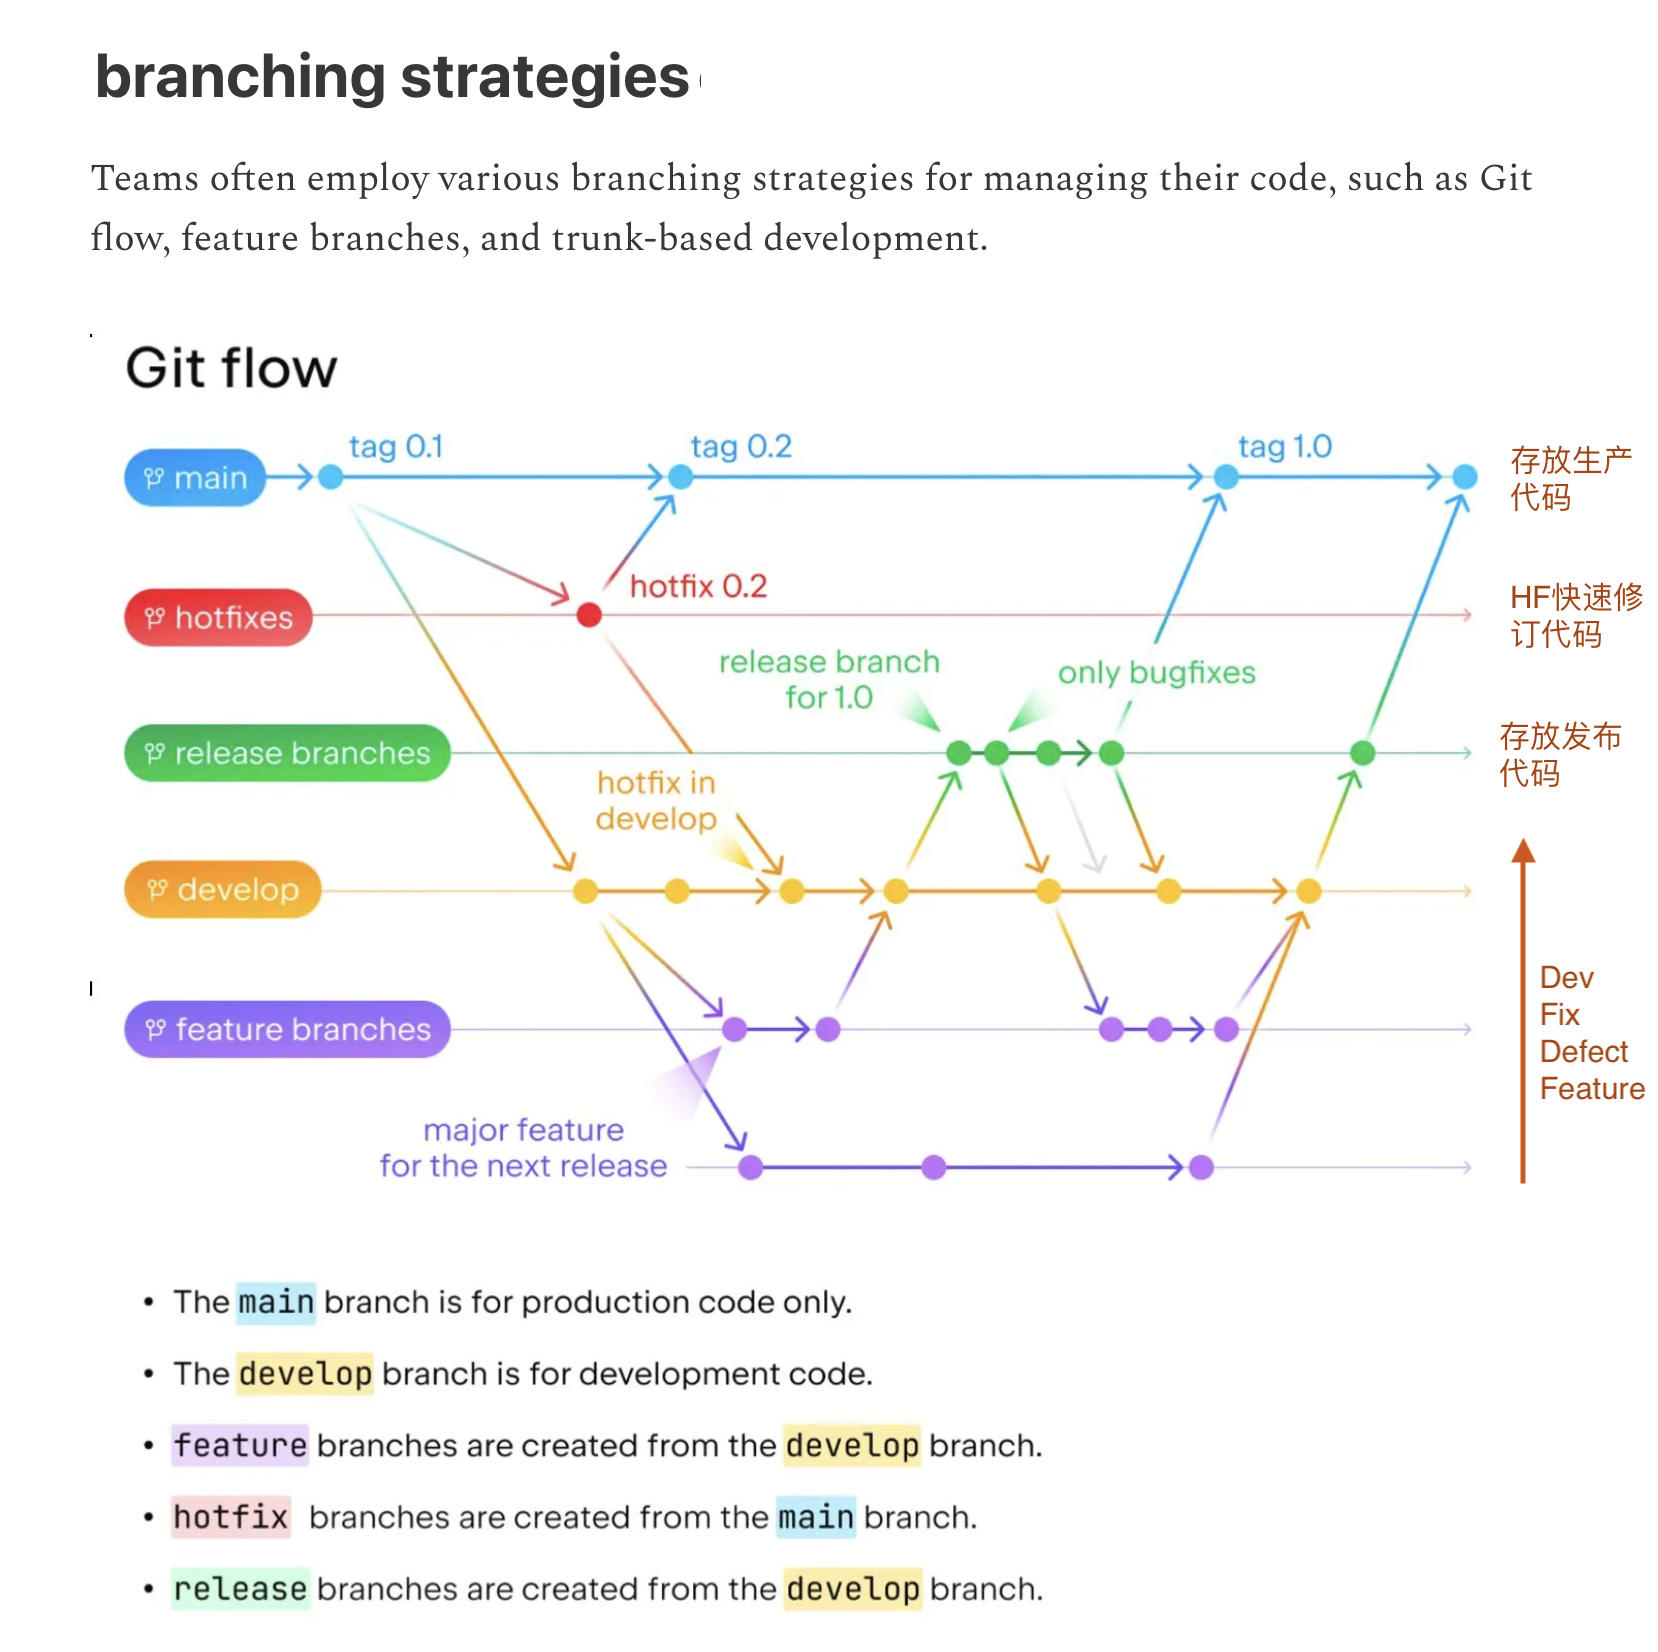 branching strategies
Teams often employ various branching strategies for managing their code, such as Git
flow, feature branches, and trunk-based development.
Git flow
tag 0.1
tag 0.2
tag 1.0
main
存放生产
代码
hotfix 0.2
hotfixes
HF快速修
订代码
release branch
for 1.0
only bugfixes
release branches
存放发布
代码
hotfix in
develop
develop
Dev
Fix
Defect
Feature
feature branches
major feature
for the next release
• The main branch is for production code only.
• The develop branch is for development code.
• feature branches are created from the develop branch.
• hotfix branches are created from the main branch.
• release branches are created from the develop branch.